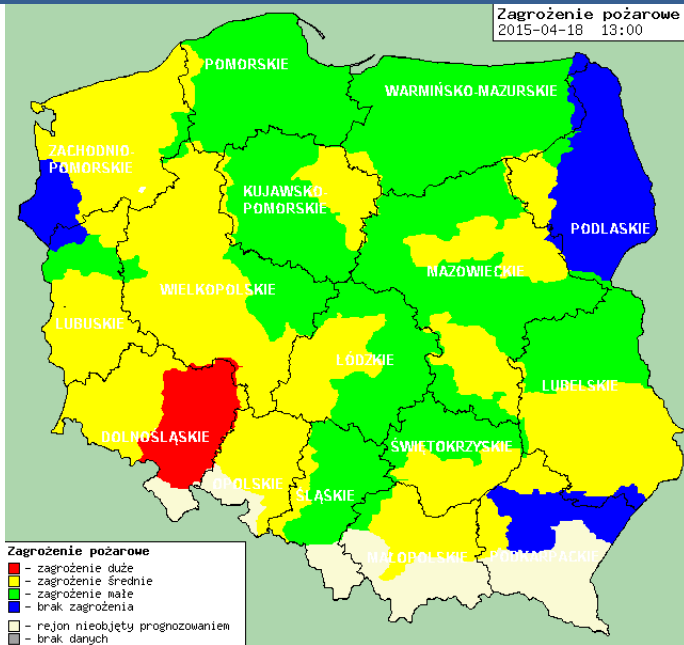 Zagrożenie pożarowe
2015-04-18 13:00
POMORSKIE
WARMIŃSKO-MAZURSKIE
ZACHODNIO-
POMORSKIE
KUJAWSKO-
POMORSKIE
PODLASKIE
MAZOWIECKIE
WIELKOPOLSKIE
LUBUSKIE
ŁÓDZKIE
LUBELSKIE
DOLNOŚLĄSKIE
ŚWIĘTOKRZYSKIE
OPOLSKIE
ŚLĄSKIE
MAŁOPOLSKIE
PODKARPACKIE
Zagrożenie pożarowe
- zagrożenie duże
- zagrożenie średnie
- zagrożenie małe
- brak zagrożenia
- rejon nieobjęty prognozowaniem
- brak danych